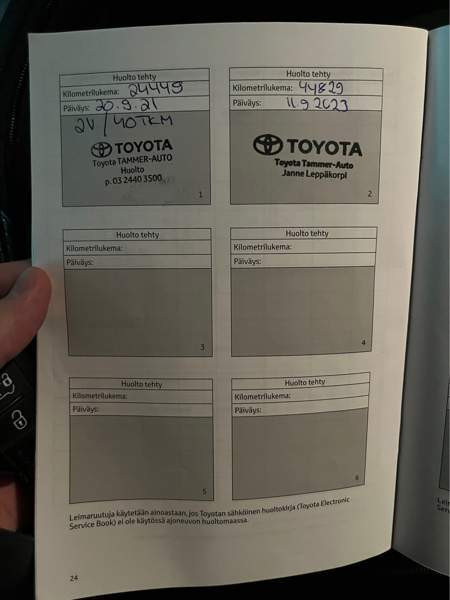 Huolto tehty
Kilometrilukema: 24449
Päiväys: 20.9.21
2V / 40TKM
TOYOTA
Toyota TAMMER-AUTO
Huolto
p. 03 2440 3500
1
Huolto tehty
Kilometrilukema: 44829
Päiväys: 11.9.2023
TOYOTA
Toyota Tammer-Auto
Janne Leppäkorpi
2
Huolto tehty
Kilometrilukema:
Päiväys:
3
Huolto tehty
Kilometrilukema:
Päiväys:
4
Huolto tehty
Kilometrilukema:
Päiväys:
5
Huolto tehty
Kilometrilukema:
Päiväys:
6
Leimaruutuja käytetään ainoastaan, jos Toyotan sähköinen huoltokirja (Toyota Electronic
Service Book) ei ole käytössä ajoneuvon huoltomaassa.
24